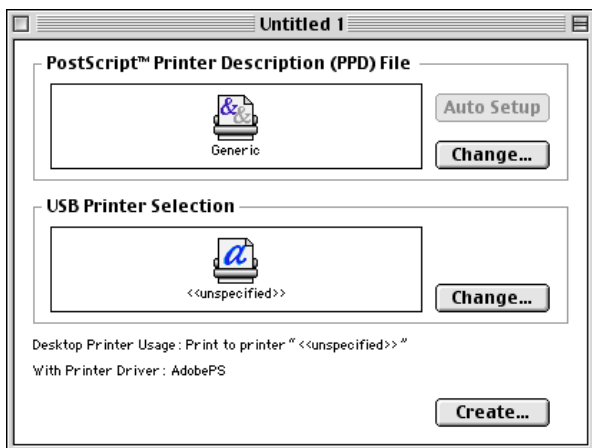 Untitled 1
PostScript™ Printer Description (PPD) File
Generic
Auto Setup
Change...
USB Printer Selection
<<unspecified>>
Change...
Desktop Printer Usage : Print to printer “ <<unspecified>> ”
With Printer Driver : AdobePS
Create...